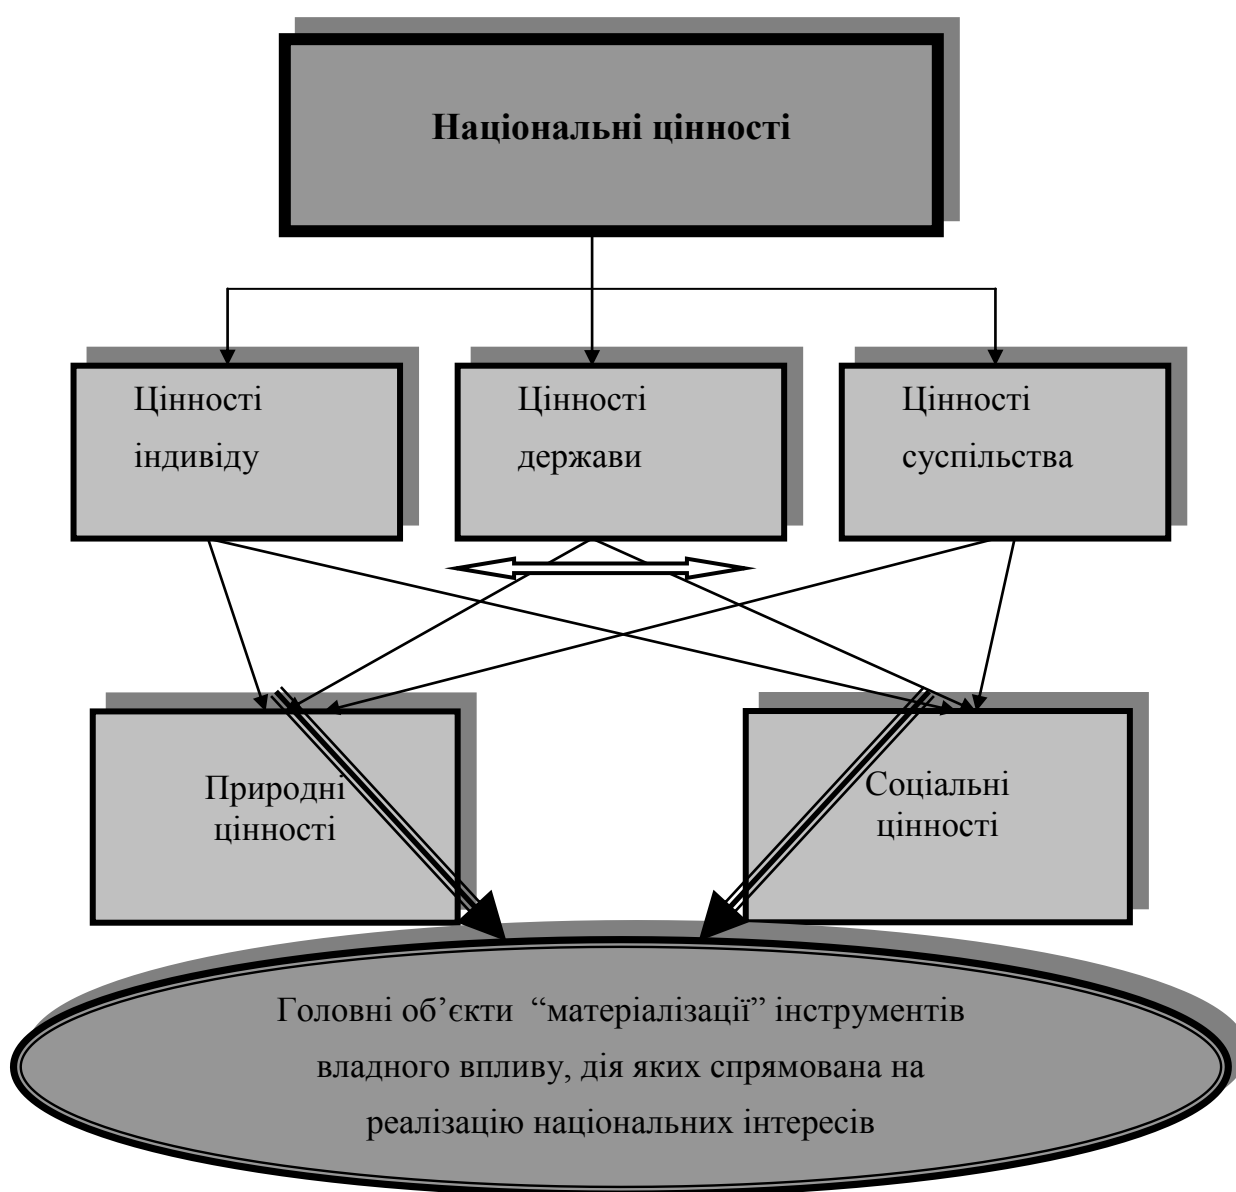 Національні цінності
Цінності
індивіду
Цінності
держави
Цінності
суспільства
Природні
цінності
Соціальні
цінності
Головні об’єкти “матеріалізації” інструментів
владного впливу, дія яких спрямована на
реалізацію національних інтересів